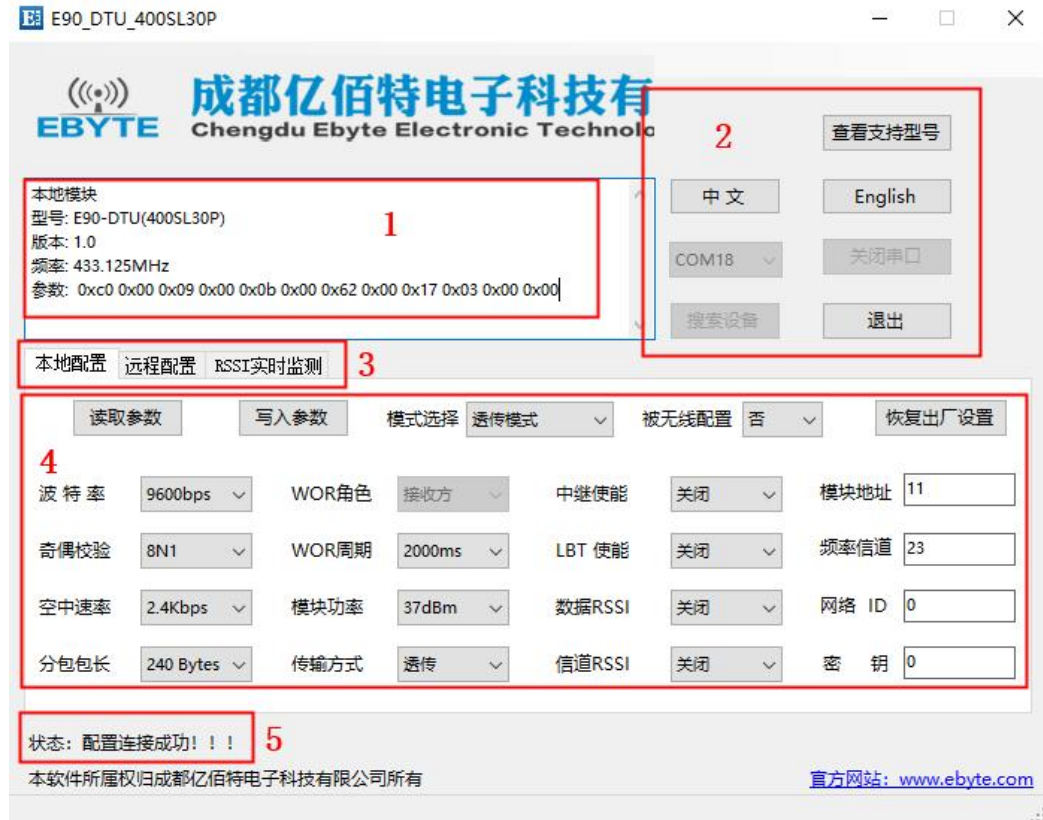 E90_DTU_400SL30P
EBYTE
成都亿佰特电子科技有
Chengdu Ebyte Electronic Technolo
2
查看支持型号
本地模块
型号: E90-DTU(400SL30P)
版本: 1.0
频率: 433.125MHz
参数: 0xc0 0x00 0x09 0x00 0x0b 0x00 0x62 0x00 0x17 0x03 0x00 0x00
1
中 文 English
COM18 关闭串口
搜索设备 退出
本地配置 远程配置 RSSI实时监测 3
读取参数 写入参数 模式选择 透传模式 被无线配置 否 恢复出厂设置
4
波 特 率 9600bps WOR角色 接收方 中继使能 关闭 模块地址 11
奇偶校验 8N1 WOR周期 2000ms LBT 使能 关闭 频率信道 23
空中速率 2.4Kbps 模块功率 37dBm 数据RSSI 关闭 网络 ID 0
分包包长 240 Bytes 传输方式 透传 信道RSSI 关闭 密 钥 0
状态: 配置连接成功！！！ 5
本软件所属权归成都亿佰特电子科技有限公司所有 官方网站: www.ebyte.com